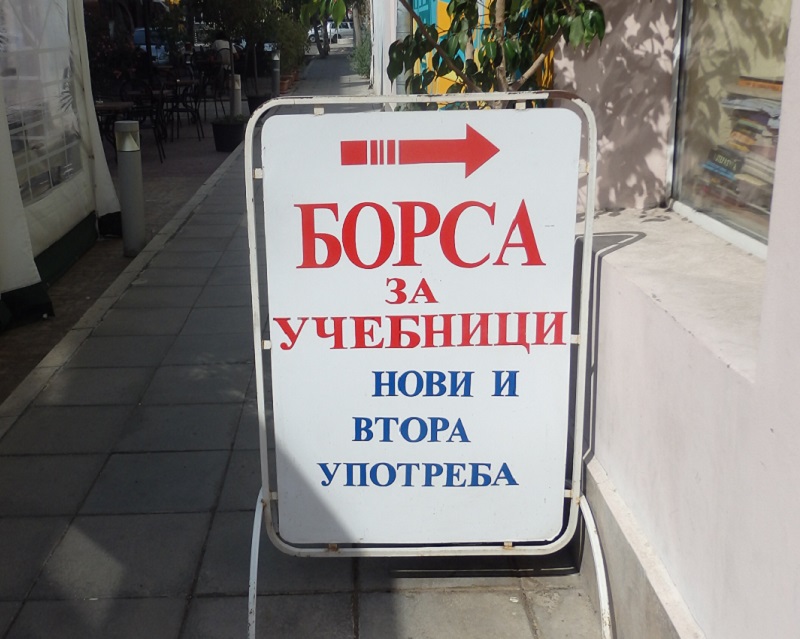 БОРСА
ЗА
УЧЕБНИЦИ
НОВИ И
ВТОРА
УПОТРЕБА